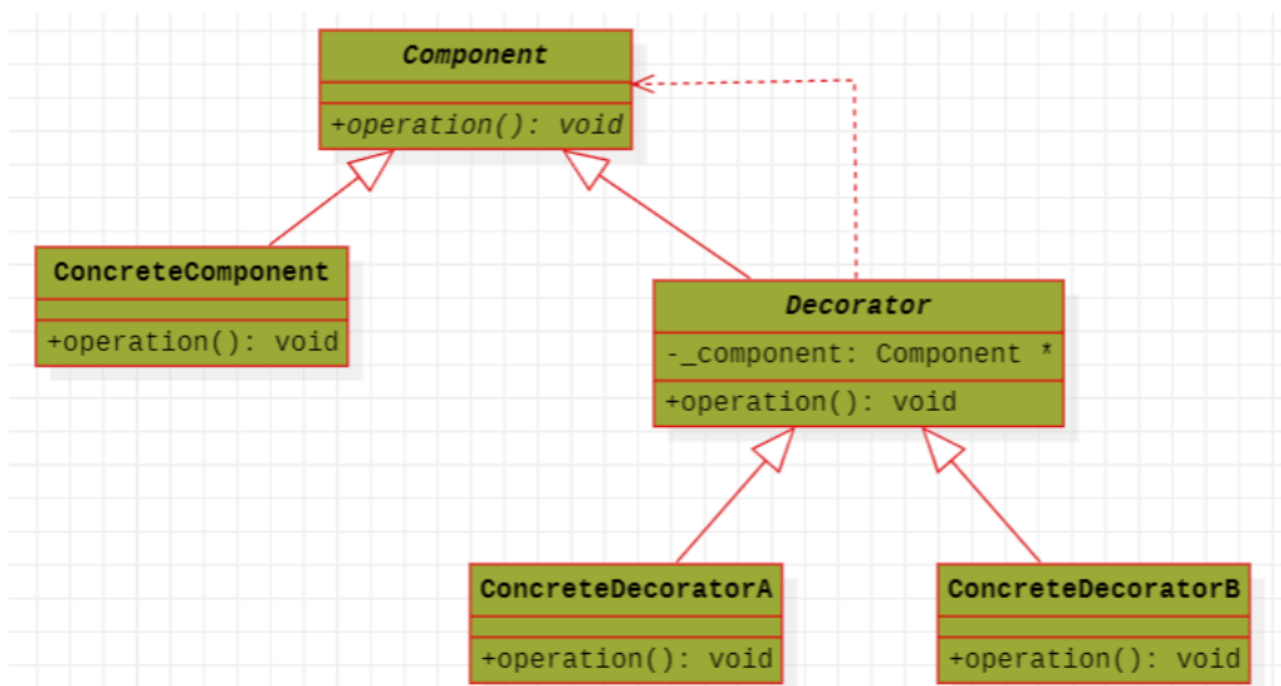 Component
+operation(): void
ConcreteComponent
+operation(): void
Decorator
-_component: Component *
+operation(): void
ConcreteDecoratorA
+operation(): void
ConcreteDecoratorB
+operation(): void